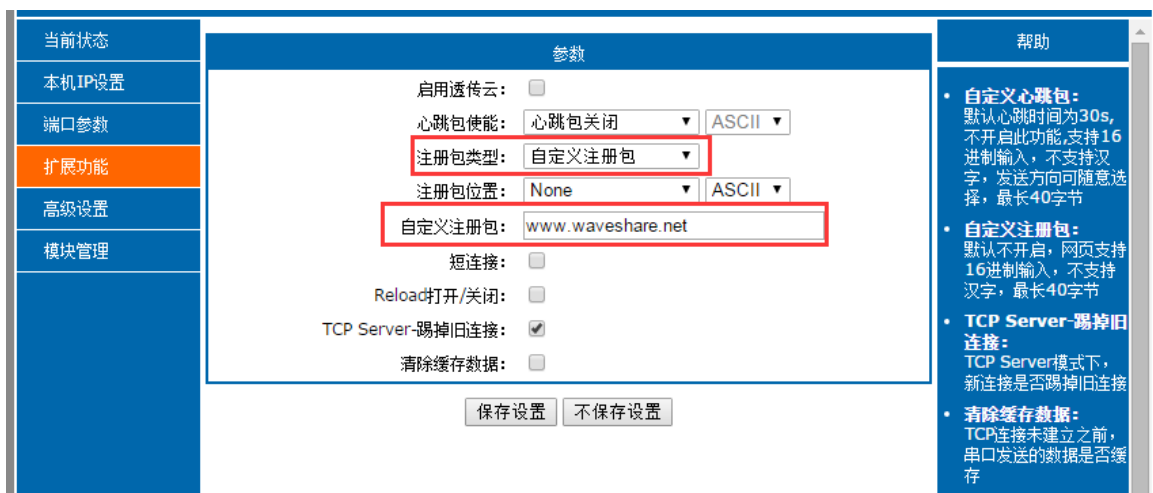 当前状态
本机IP设置
端口参数
扩展功能
高级设置
模块管理
参数
启用透传云：
心跳包使能： 心跳包关闭 ASCII
注册包类型： 自定义注册包
注册包位置： None ASCII
自定义注册包： www.waveshare.net
短连接：
Reload打开/关闭：
TCP Server-踢掉旧连接：
清除缓存数据：
保存设置 不保存设置
帮助
• 自定义心跳包：
默认心跳时间为30s,
不开启此功能,支持16
进制输入，不支持汉
字，发送方向可随意选
择，最长40字节
• 自定义注册包：
默认不开启，网页支持
16进制输入，不支持
汉字，最长40字节
• TCP Server-踢掉旧
连接：
TCP Server模式下，
新连接是否踢掉旧连接
• 清除缓存数据：
TCP连接未建立之前，
串口发送的数据是否缓
存